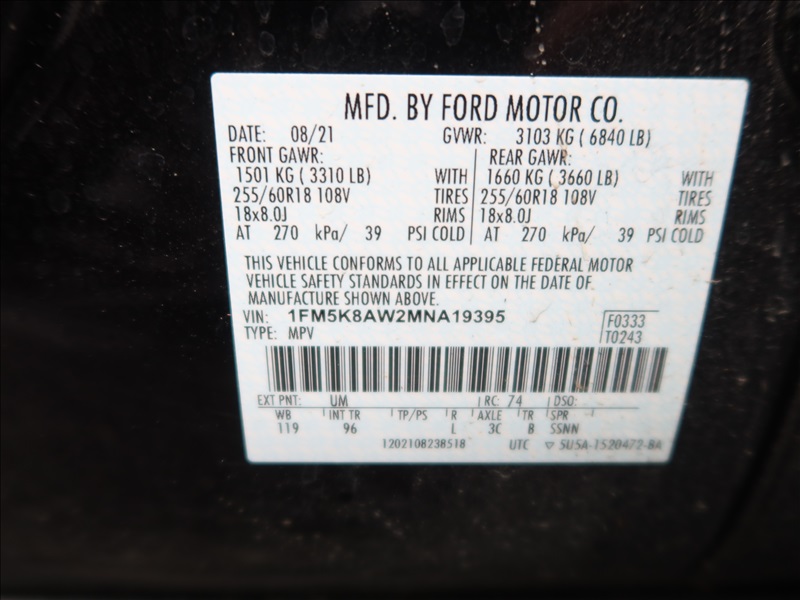 MFD. BY FORD MOTOR CO.
DATE: 08/21 GVWR: 3103 KG ( 6840 LB)
FRONT GAWR: REAR GAWR:
1501 KG ( 3310 LB) WITH 1660 KG ( 3660 LB) WITH
255/60R18 108V TIRES 255/60R18 108V TIRES
18x8.0J RIMS 18x8.0J RIMS
AT 270 kPa/ 39 PSI COLD AT 270 kPa/ 39 PSI COLD
THIS VEHICLE CONFORMS TO ALL APPLICABLE FEDERAL MOTOR
VEHICLE SAFETY STANDARDS IN EFFECT ON THE DATE OF
MANUFACTURE SHOWN ABOVE.
VIN: 1FM5K8AW2MNA19395 F0333
TYPE: MPV T0243
EXT PNT: UM RC: 74 DSO:
WB INT TR TP/PS R AXLE TR SPR
119 96 L 3C B SSNN
1202108238518 UTC ▽ 5U5A-1520472-BA